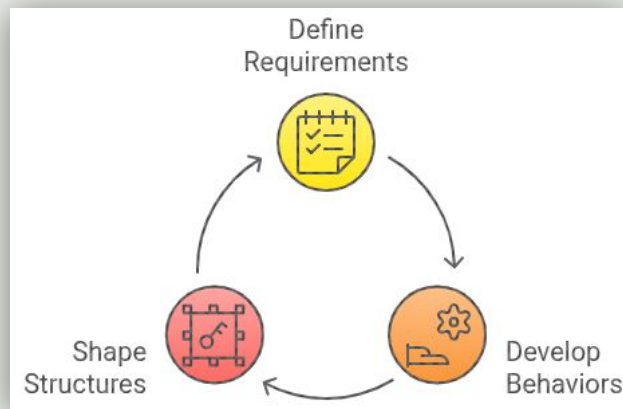 Define
Requirements
Develop
Behaviors
Shape
Structures